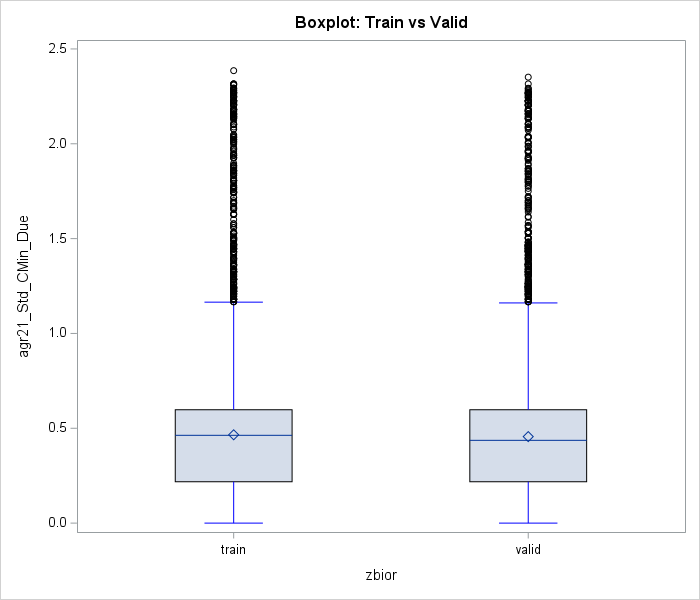 Boxplot: Train vs Valid
2.5
2.0
1.5
1.0
0.5
0.0
agr21_Std_CMin_Due
train
valid
zbior